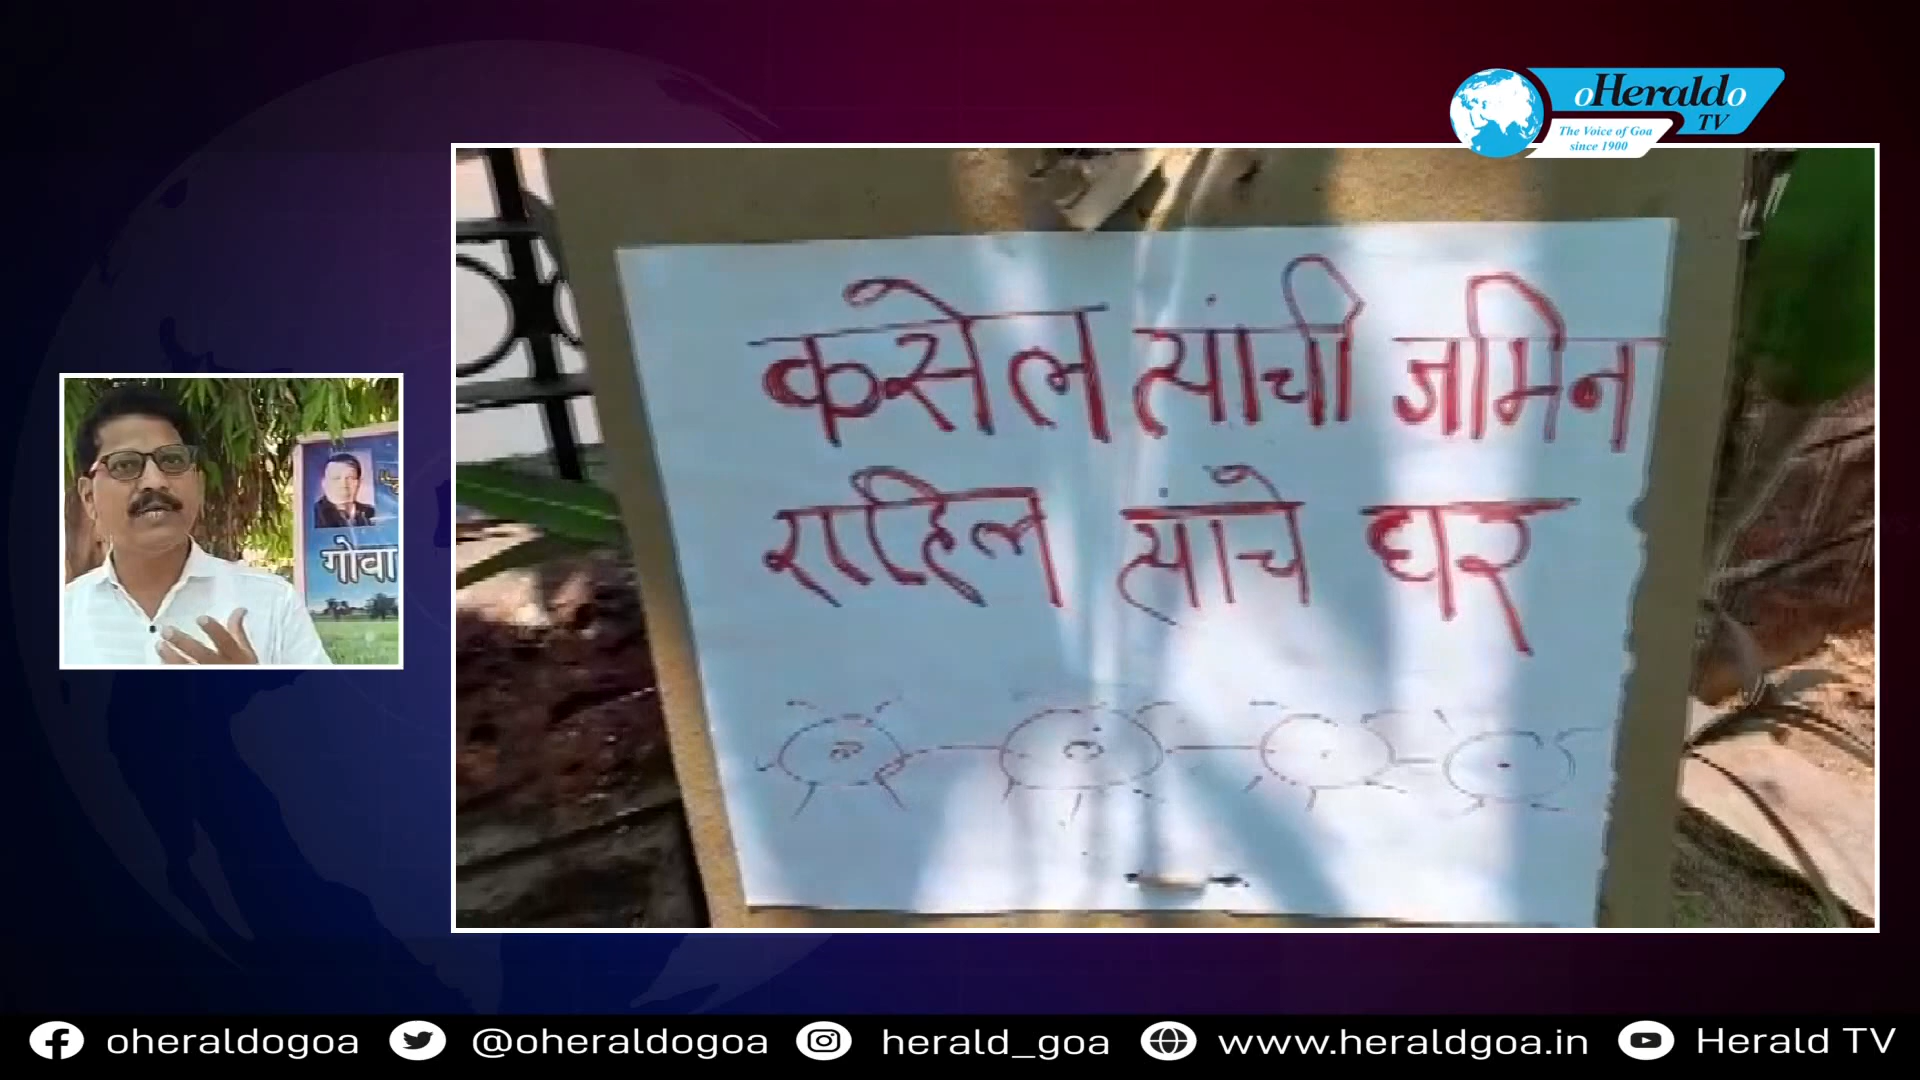 oHeraldo
TV
The Voice of Goa
since 1900
कसेल त्यांची जमिन
राहिल त्यांचे घर
गोवा
oheraldogoa
@oheraldogoa
herald_goa
www.heraldgoa.in
Herald TV